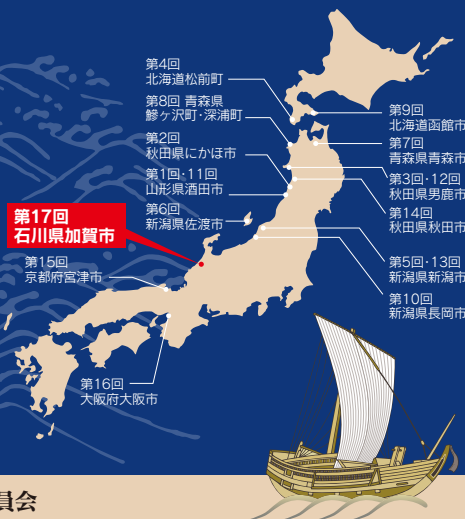 第4回
北海道松前町
第8回 青森県
鰺ヶ沢町・深浦町
第2回
秋田県にかほ市
第1回・11回
山形県酒田市
第6回
新潟県佐渡市
第17回
石川県加賀市
第15回
京都府宮津市
第16回
大阪府大阪市
第9回
北海道函館市
第7回
青森県青森市
第3回・12回
秋田県男鹿市
第14回
秋田県秋田市
第5回・13回
新潟県新潟市
第10回
新潟県長岡市
員会